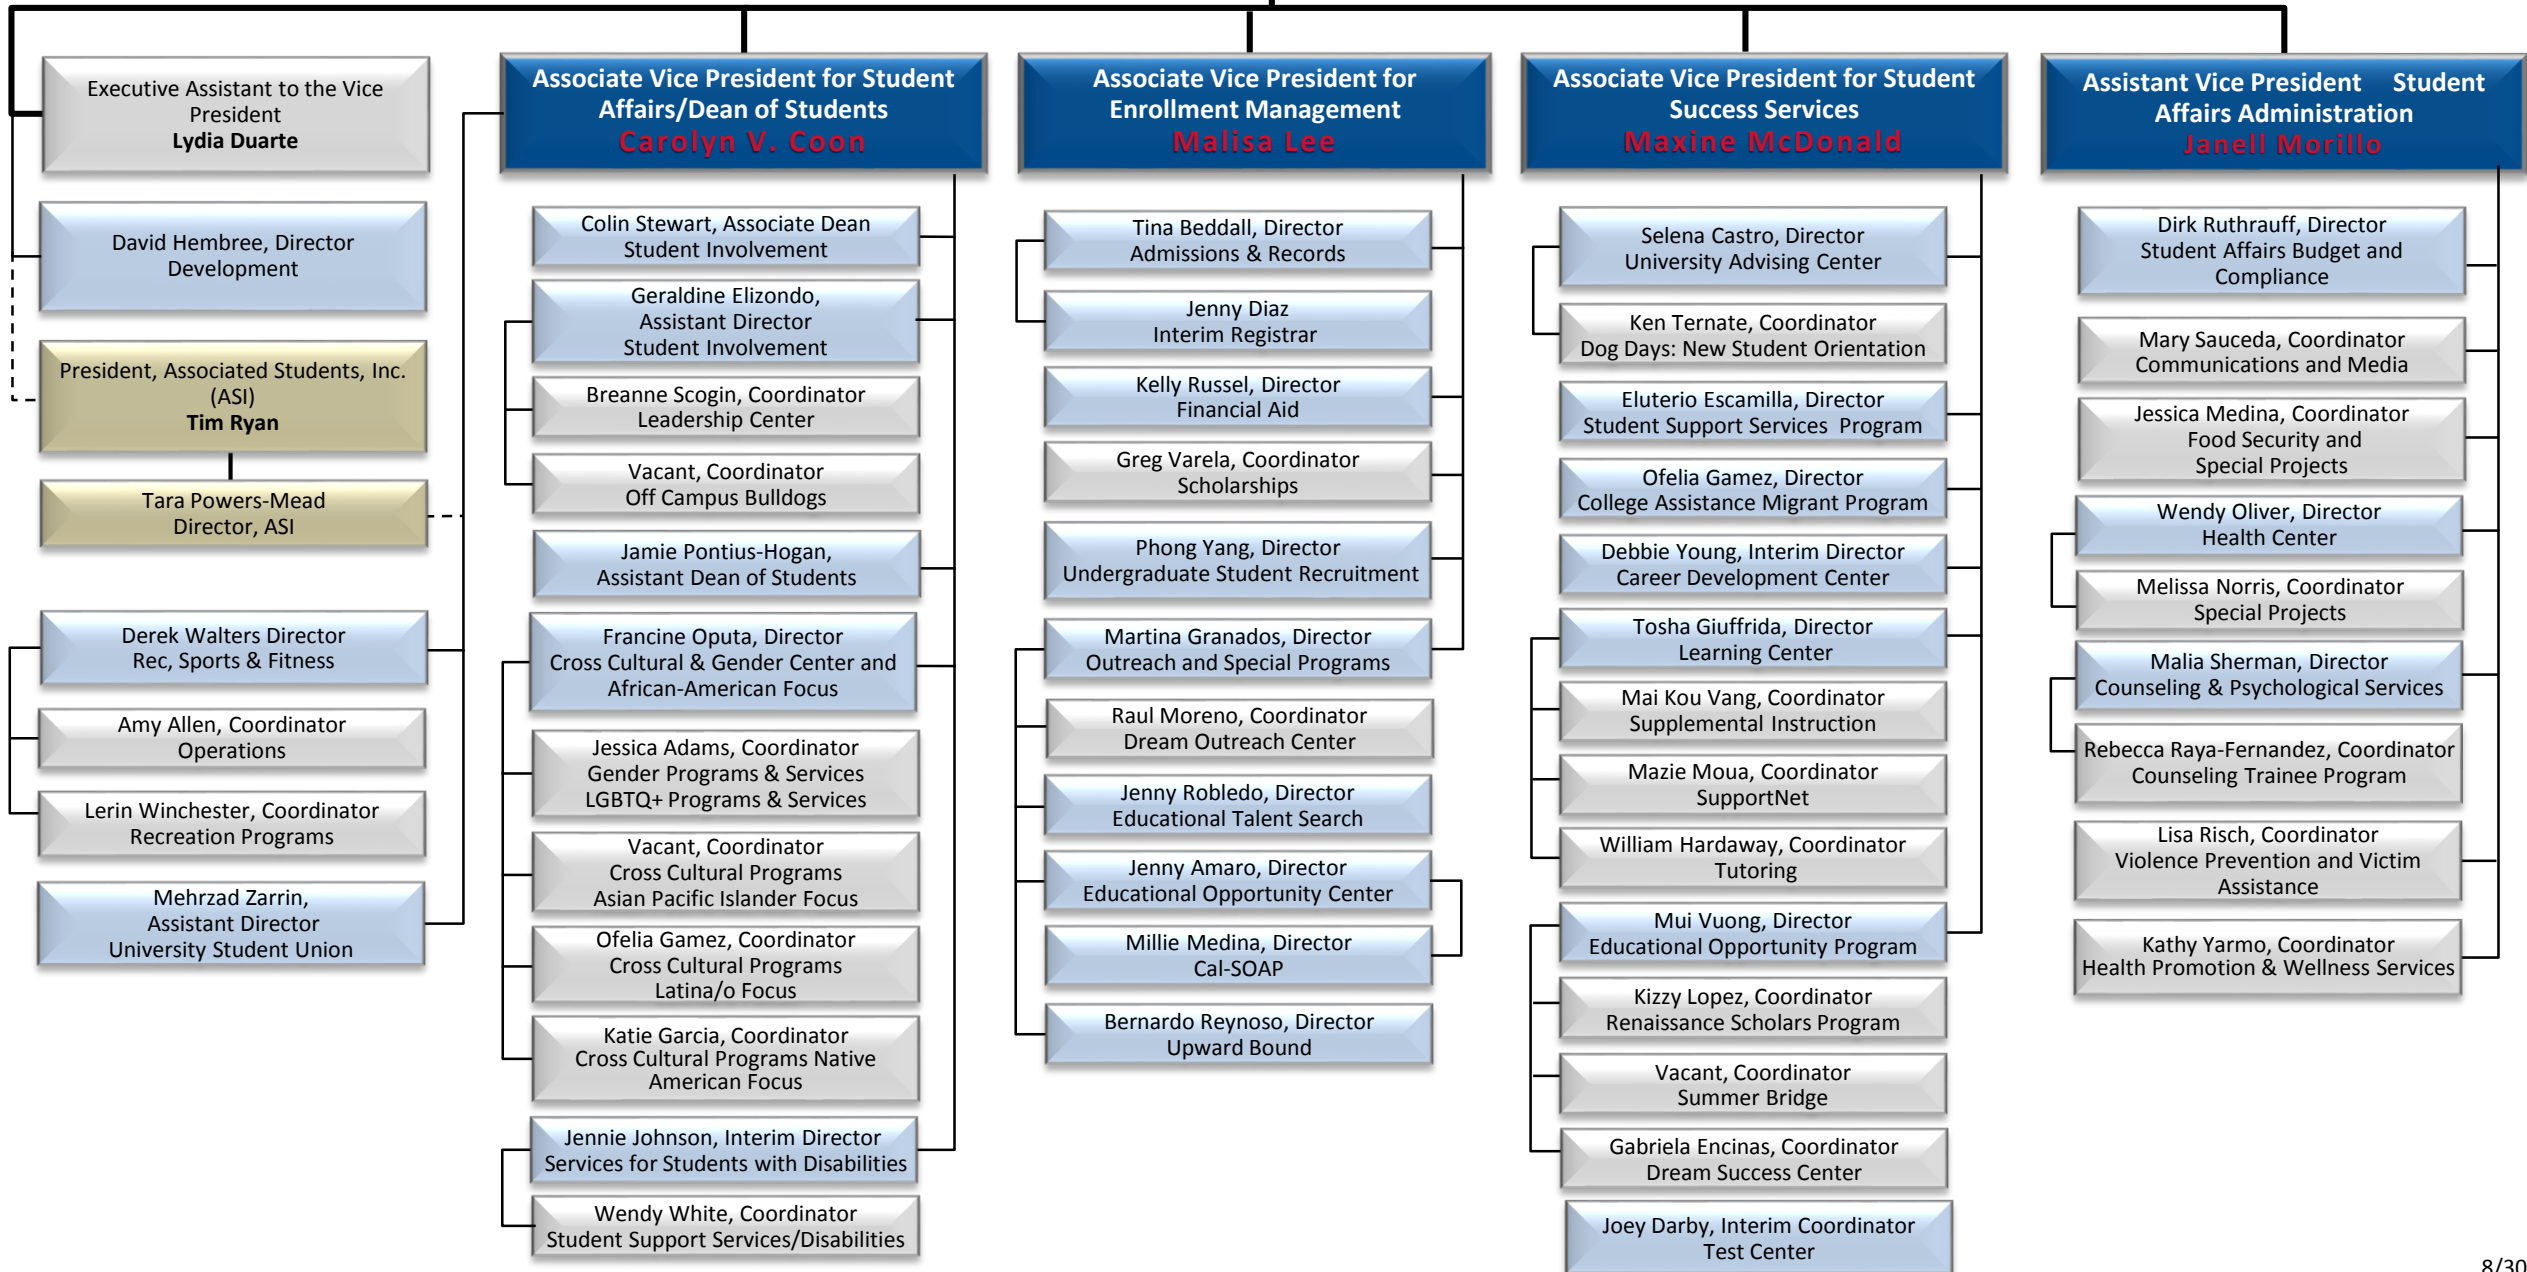 Executive Assistant to the Vice
President
Lydia Duarte
David Hembree, Director
Development
President, Associated Students, Inc.
(ASI)
Tim Ryan
Tara Powers-Mead
Director, ASI
Derek Walters Director
Rec, Sports & Fitness
Amy Allen, Coordinator
Operations
Lerin Winchester, Coordinator
Recreation Programs
Mehrzad Zarrin,
Assistant Director
University Student Union
Associate Vice President for Student
Affairs/Dean of Students
Carolyn V. Coon
Colin Stewart, Associate Dean
Student Involvement
Geraldine Elizondo,
Assistant Director
Student Involvement
Breanne Scogin, Coordinator
Leadership Center
Vacant, Coordinator
Off Campus Bulldogs
Jamie Pontius-Hogan,
Assistant Dean of Students
Francine Oputa, Director
Cross Cultural & Gender Center and
African-American Focus
Jessica Adams, Coordinator
Gender Programs & Services
LGBTQ+ Programs & Services
Vacant, Coordinator
Cross Cultural Programs
Asian Pacific Islander Focus
Ofelia Gamez, Coordinator
Cross Cultural Programs
Latina/o Focus
Katie Garcia, Coordinator
Cross Cultural Programs Native
American Focus
Jennie Johnson, Interim Director
Services for Students with Disabilities
Wendy White, Coordinator
Student Support Services/Disabilities
Associate Vice President for
Enrollment Management
Malisa Lee
Tina Beddall, Director
Admissions & Records
Jenny Diaz
Interim Registrar
Kelly Russel, Director
Financial Aid
Greg Varela, Coordinator
Scholarships
Phong Yang, Director
Undergraduate Student Recruitment
Martina Granados, Director
Outreach and Special Programs
Raul Moreno, Coordinator
Dream Outreach Center
Jenny Robledo, Director
Educational Talent Search
Jenny Amaro, Director
Educational Opportunity Center
Millie Medina, Director
Cal-SOAP
Bernardo Reynoso, Director
Upward Bound
Associate Vice President for Student
Success Services
Maxine McDonald
Selena Castro, Director
University Advising Center
Ken Ternate, Coordinator
Dog Days: New Student Orientation
Eluterio Escamilla, Director
Student Support Services Program
Ofelia Gamez, Director
College Assistance Migrant Program
Debbie Young, Interim Director
Career Development Center
Tosha Giuffrida, Director
Learning Center
Mai Kou Vang, Coordinator
Supplemental Instruction
Mazie Moua, Coordinator
SupportNet
William Hardaway, Coordinator
Tutoring
Mui Vuong, Director
Educational Opportunity Program
Kizzy Lopez, Coordinator
Renaissance Scholars Program
Vacant, Coordinator
Summer Bridge
Gabriela Encinas, Coordinator
Dream Success Center
Joey Darby, Interim Coordinator
Test Center
Assistant Vice President Student
Affairs Administration
Janell Morillo
Dirk Ruthrauff, Director
Student Affairs Budget and
Compliance
Mary Sauceda, Coordinator
Communications and Media
Jessica Medina, Coordinator
Food Security and
Special Projects
Wendy Oliver, Director
Health Center
Melissa Norris, Coordinator
Special Projects
Malia Sherman, Director
Counseling & Psychological Services
Rebecca Raya-Fernandez, Coordinator
Counseling Trainee Program
Lisa Risch, Coordinator
Violence Prevention and Victim
Assistance
Kathy Yarmo, Coordinator
Health Promotion & Wellness Services
8/30